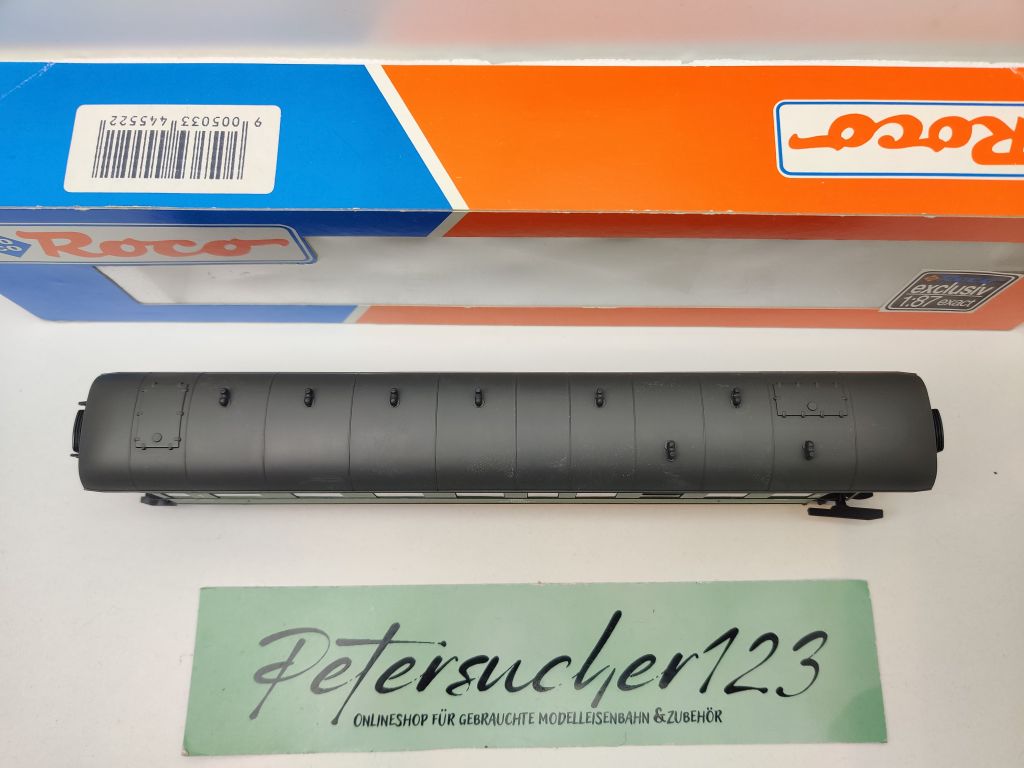 9 005033 445522
Roco
Roco
exclusiv
1:87 exact
Petersucher123
ONLINESHOP FÜR GEBRAUCHTE MODELLEISENBAHN & ZUBEHÖR